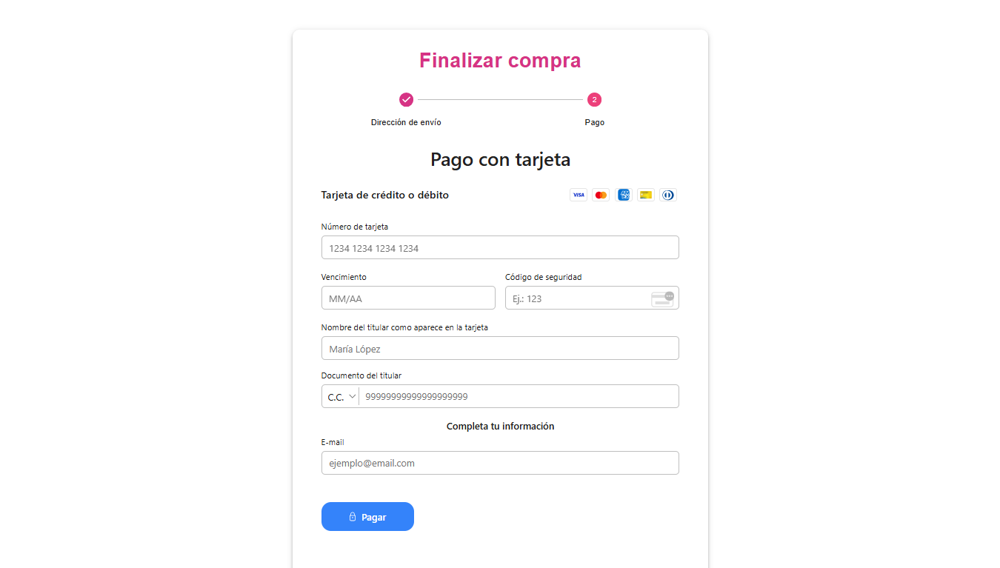 Finalizar compra
2
Dirección de envío
Pago
Pago con tarjeta
Tarjeta de crédito o débito
VISA
Número de tarjeta
1234 1234 1234 1234
Vencimiento
Código de seguridad
MM/AA
Ej.: 123
Nombre del titular como aparece en la tarjeta
María López
Documento del titular
C.C. 99999999999999999999
Completa tu información
E-mail
ejemplo@email.com
Pagar